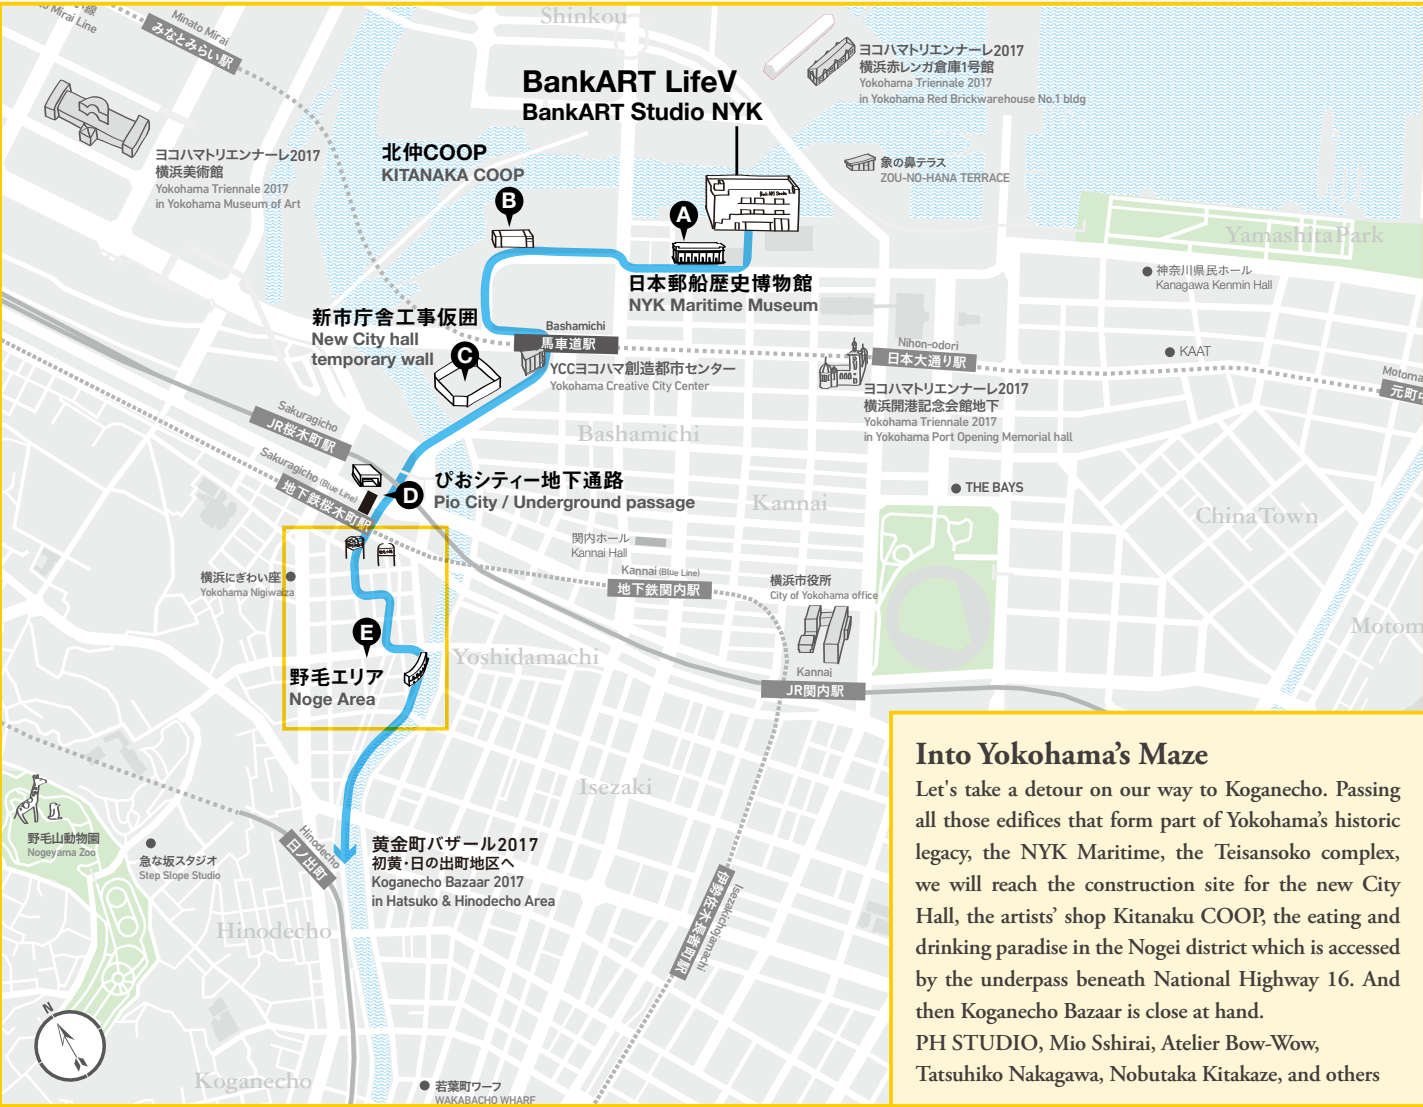 Shinkou
Mirai Line
Minato Mirai
みなとみらい駅
BankART LifeV
BankART Studio NYK
ヨコハマトリエンナーレ2017
横浜赤レンガ倉庫1号館
Yokohama Triennale 2017
in Yokohama Red Brickwarehouse No.1 bldg
ヨコハマトリエンナーレ2017
横浜美術館
Yokohama Triennale 2017
in Yokohama Museum of Art
北仲COOP
KITANAKA COOP
B
A
BankART Studio
象の鼻テラス
ZOU-NO-HANA TERRACE
YamashitaPark
神奈川県民ホール
Kanagawa Kenmin Hall
日本郵船歴史博物館
NYK Maritime Museum
新市庁舎工事仮囲
New City hall
temporary wall
C
Bashamichi
馬車道駅
YCCヨコハマ創造都市センター
Yokohama Creative City Center
Nihon-odori
日本大通り駅
KAAT
Motoma
元町中
ヨコハマトリエンナーレ2017
横浜開港記念会館地下
Yokohama Triennale 2017
in Yokohama Port Opening Memorial hall
Sakuragicho
JR桜木町駅
Bashamichi
Sakuragicho (Blue Line)
地下鉄桜木町駅
D
ぴおシティー地下通路
Pio City / Underground passage
Kannai
THE BAYS
ChinaTown
関内ホール
Kannai Hall
Kannai (Blue Line)
地下鉄関内駅
横浜市役所
City of Yokohama office
横浜にぎわい座
Yokohama Nigiwaiza
E
野毛エリア
Noge Area
Yoshidamachi
Motom
Kannai
JR関内駅
Isezaki
野毛山動物園
Nogeyama Zoo
急な坂スタジオ
Step Slope Studio
Hinodecho
日ノ出町
黄金町バザール2017
初黄・日の出町地区へ
Koganecho Bazaar 2017
in Hatsuko & Hinodecho Area
Hinodecho
Isezakichojamachi
伊勢佐木長者町駅
N
Koganecho
若葉町ワーフ
WAKABACHO WHARF
Into Yokohama’s Maze
Let's take a detour on our way to Koganecho. Passing
all those edifices that form part of Yokohama’s historic
legacy, the NYK Maritime, the Teisansoko complex,
we will reach the construction site for the new City
Hall, the artists’ shop Kitanaku COOP, the eating and
drinking paradise in the Nogei district which is accessed
by the underpass beneath National Highway 16. And
then Koganecho Bazaar is close at hand.
PH STUDIO, Mio Sshirai, Atelier Bow-Wow,
Tatsuhiko Nakagawa, Nobutaka Kitakaze, and others